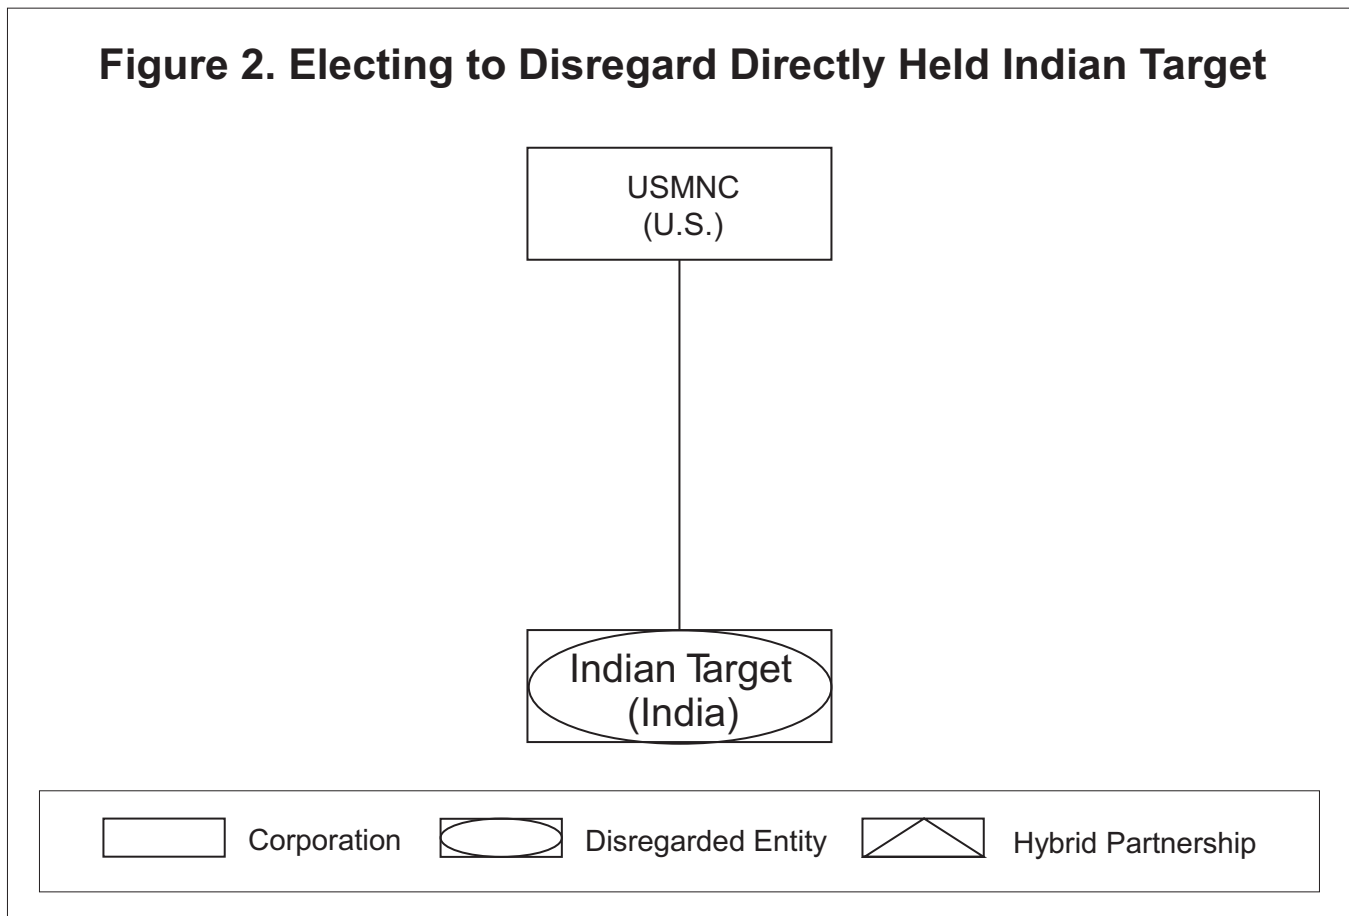 Figure 2. Electing to Disregard Directly Held Indian Target
USMNC
(U.S.)
Indian Target
(India)
Corporation
Disregarded Entity
Hybrid Partnership